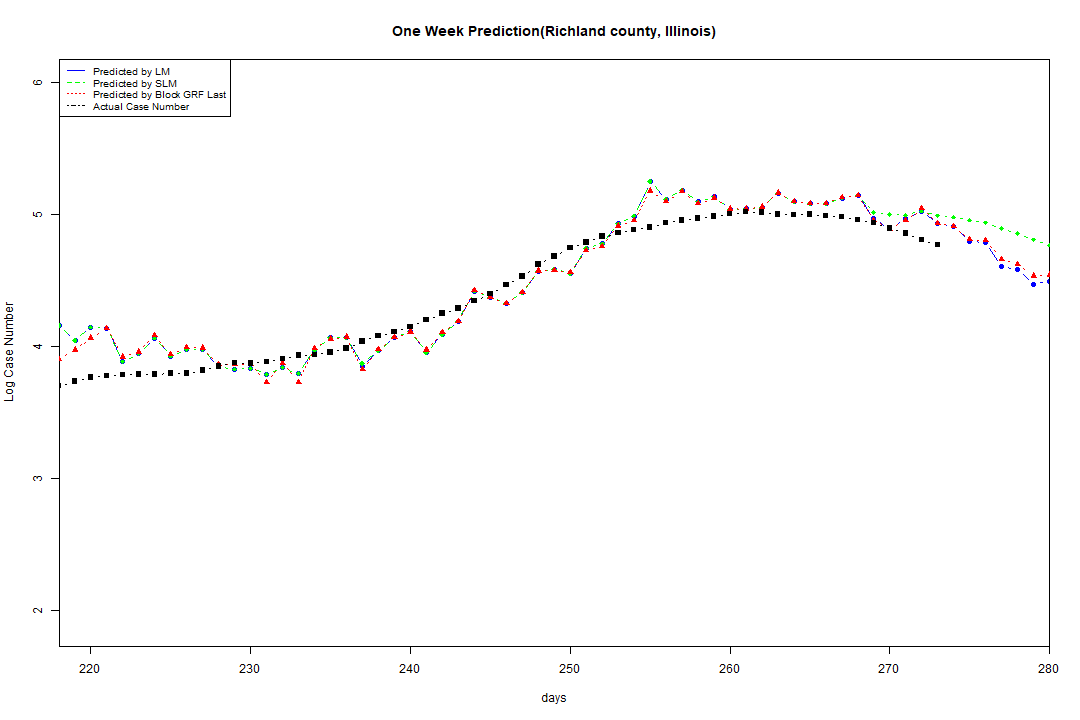 One Week Prediction(Richland county, Illinois)
Predicted by LM
Predicted by SLM
Predicted by Block GRF Last
Actual Case Number
6
5
4
3
2
Log Case Number
220 230 240 250 260 270 280
days